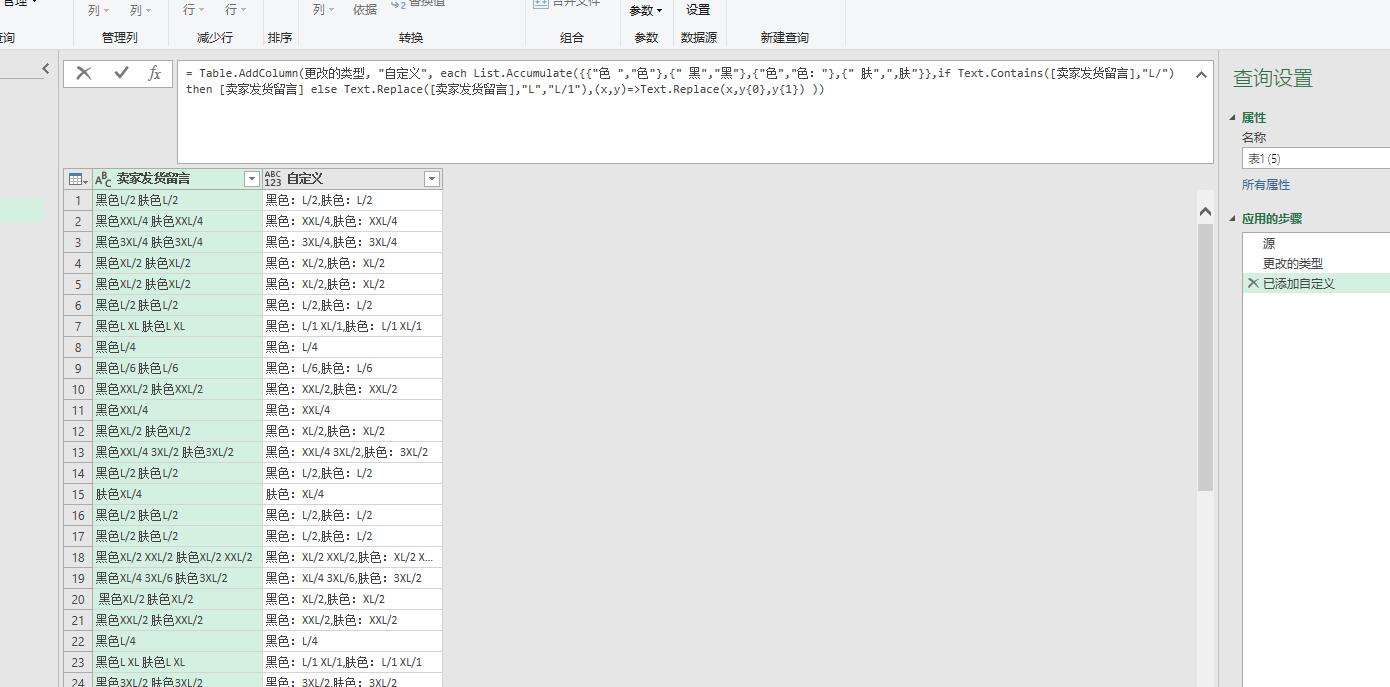 管理
列 列 行 行 列 依据 替换值 合并文件 参数 设置
查询 管理列 减少行 排序 转换 组合 参数 数据源 新建查询
fx
= Table.AddColumn(更改的类型, "自定义", each List.Accumulate({{"色 ","色"},{" 黑","黑"},{"色","色: "},{" 肤",",肤"}},if Text.Contains([卖家发货留言],"L/")
then [卖家发货留言] else Text.Replace([卖家发货留言],"L","L/1"),(x,y)=>Text.Replace(x,y{0},y{1}) ))
查询设置
属性
名称
表1 (5)
所有属性
应用的步骤
源
更改的类型
已添加自定义
ABC 卖家发货留言 ABC 123 自定义
1 黑色L/2 肤色L/2 黑色: L/2,肤色: L/2
2 黑色XXL/4 肤色XXL/4 黑色: XXL/4,肤色: XXL/4
3 黑色3XL/4 肤色3XL/4 黑色: 3XL/4,肤色: 3XL/4
4 黑色XL/2 肤色XL/2 黑色: XL/2,肤色: XL/2
5 黑色XL/2 肤色XL/2 黑色: XL/2,肤色: XL/2
6 黑色L/2 肤色L/2 黑色: L/2,肤色: L/2
7 黑色L XL 肤色L XL 黑色: L/1 XL/1,肤色: L/1 XL/1
8 黑色L/4 黑色: L/4
9 黑色L/6 肤色L/6 黑色: L/6,肤色: L/6
10 黑色XXL/2 肤色XXL/2 黑色: XXL/2,肤色: XXL/2
11 黑色XXL/4 黑色: XXL/4
12 黑色XL/2 肤色XL/2 黑色: XL/2,肤色: XL/2
13 黑色XXL/4 3XL/2 肤色3XL/2 黑色: XXL/4 3XL/2,肤色: 3XL/2
14 黑色L/2 肤色L/2 黑色: L/2,肤色: L/2
15 肤色XL/4 肤色: XL/4
16 黑色L/2 肤色L/2 黑色: L/2,肤色: L/2
17 黑色L/2 肤色L/2 黑色: L/2,肤色: L/2
18 黑色XL/2 XXL/2 肤色XL/2 XXL/2 黑色: XL/2 XXL/2,肤色: XL/2 X...
19 黑色XL/4 3XL/6 肤色3XL/2 黑色: XL/4 3XL/6,肤色: 3XL/2
20 黑色XL/2 肤色XL/2 黑色: XL/2,肤色: XL/2
21 黑色XXL/2 肤色XXL/2 黑色: XXL/2,肤色: XXL/2
22 黑色L/4 黑色: L/4
23 黑色L XL 肤色L XL 黑色: L/1 XL/1,肤色: L/1 XL/1
24 黑色3XL/2 肤色3XL/2 黑色: 3XL/2,肤色: 3XL/2